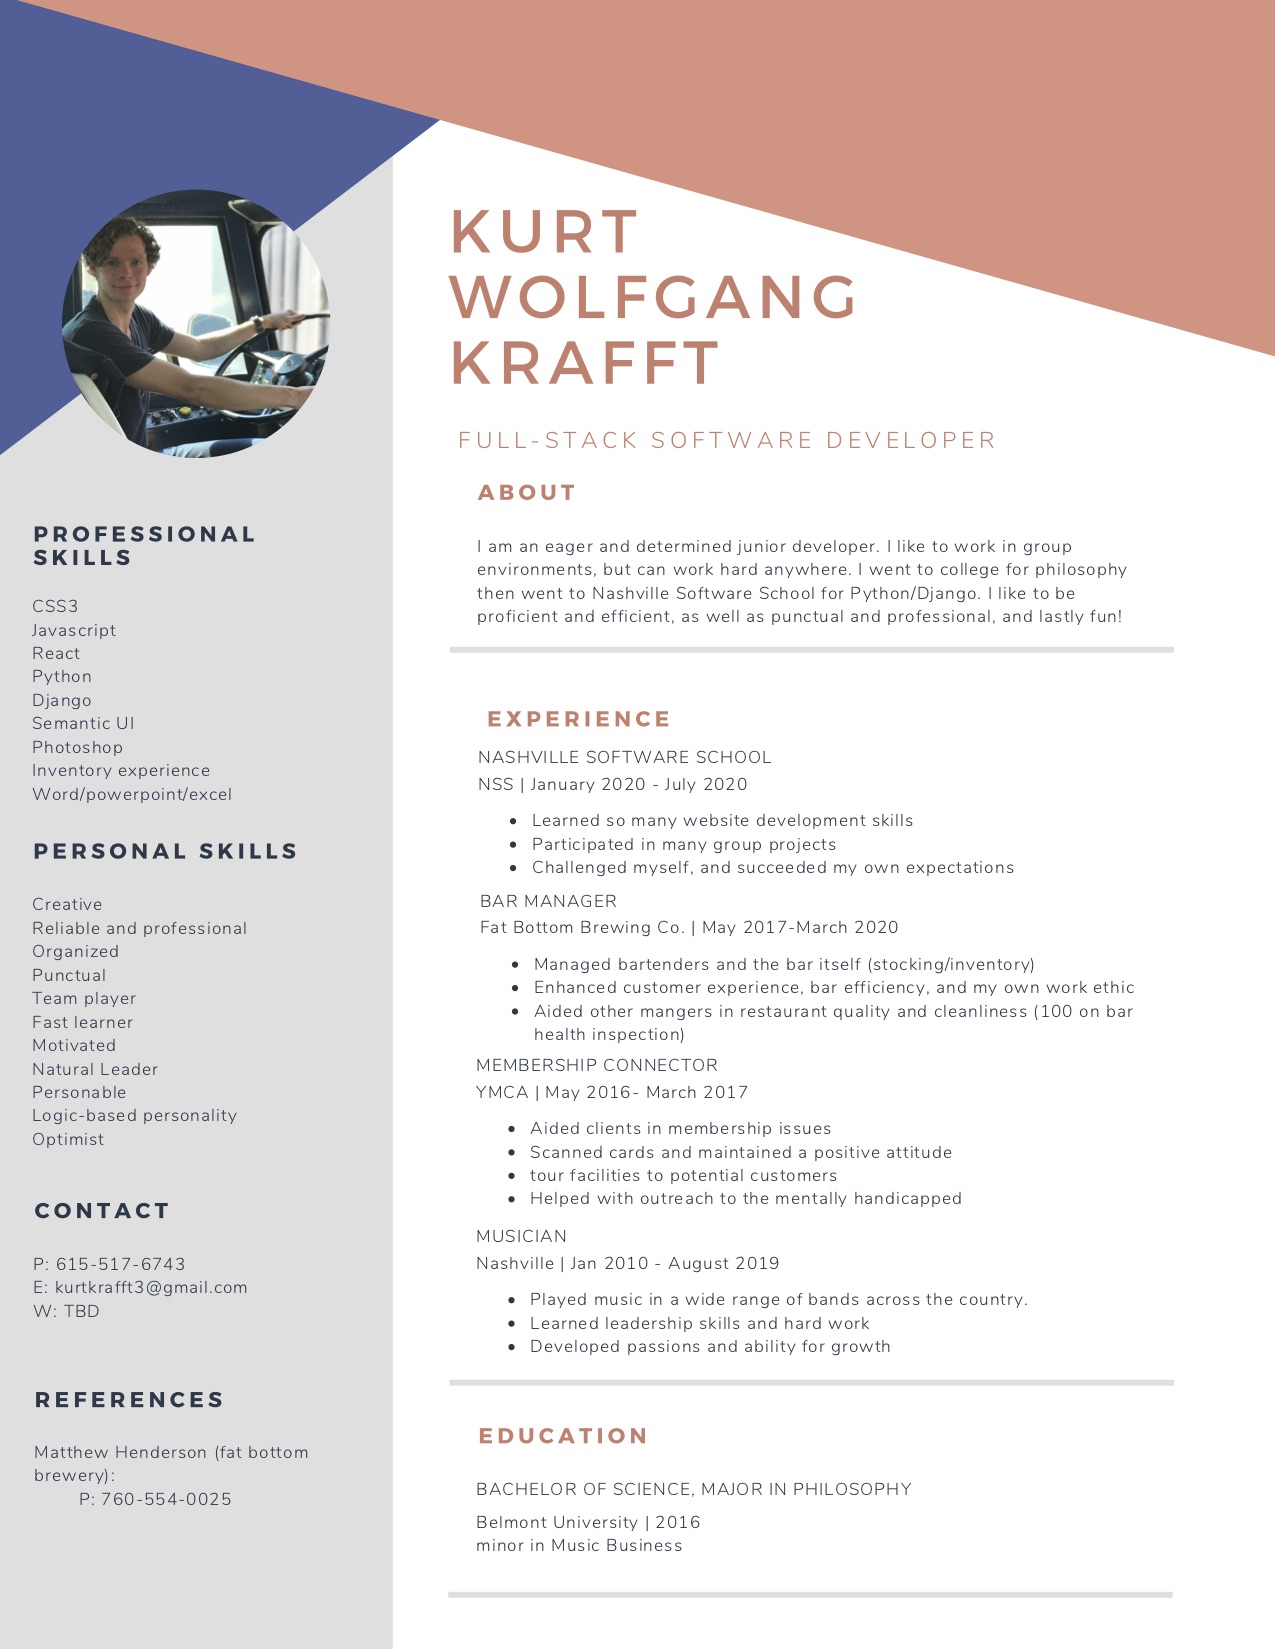 KURT
WOLFGANG
KRAFFT
FULL-STACK SOFTWARE DEVELOPER
ABOUT
I am an eager and determined junior developer. I like to work in group
environments, but can work hard anywhere. I went to college for philosophy
then went to Nashville Software School for Python/Django. I like to be
proficient and efficient, as well as punctual and professional, and lastly fun!
EXPERIENCE
NASHVILLE SOFTWARE SCHOOL
NSS | January 2020 - July 2020
• Learned so many website development skills
• Participated in many group projects
• Challenged myself, and succeeded my own expectations
BAR MANAGER
Fat Bottom Brewing Co. | May 2017-March 2020
• Managed bartenders and the bar itself (stocking/inventory)
• Enhanced customer experience, bar efficiency, and my own work ethic
• Aided other mangers in restaurant quality and cleanliness (100 on bar
health inspection)
MEMBERSHIP CONNECTOR
YMCA | May 2016- March 2017
• Aided clients in membership issues
• Scanned cards and maintained a positive attitude
• tour facilities to potential customers
• Helped with outreach to the mentally handicapped
MUSICIAN
Nashville | Jan 2010 - August 2019
• Played music in a wide range of bands across the country.
• Learned leadership skills and hard work
• Developed passions and ability for growth
EDUCATION
BACHELOR OF SCIENCE, MAJOR IN PHILOSOPHY
Belmont University | 2016
minor in Music Business
PROFESSIONAL
SKILLS
CSS3
Javascript
React
Python
Django
Semantic UI
Photoshop
Inventory experience
Word/powerpoint/excel
PERSONAL SKILLS
Creative
Reliable and professional
Organized
Punctual
Team player
Fast learner
Motivated
Natural Leader
Personable
Logic-based personality
Optimist
CONTACT
P: 615-517-6743
E: kurtkrafft3@gmail.com
W: TBD
REFERENCES
Matthew Henderson (fat bottom
brewery):
P: 760-554-0025